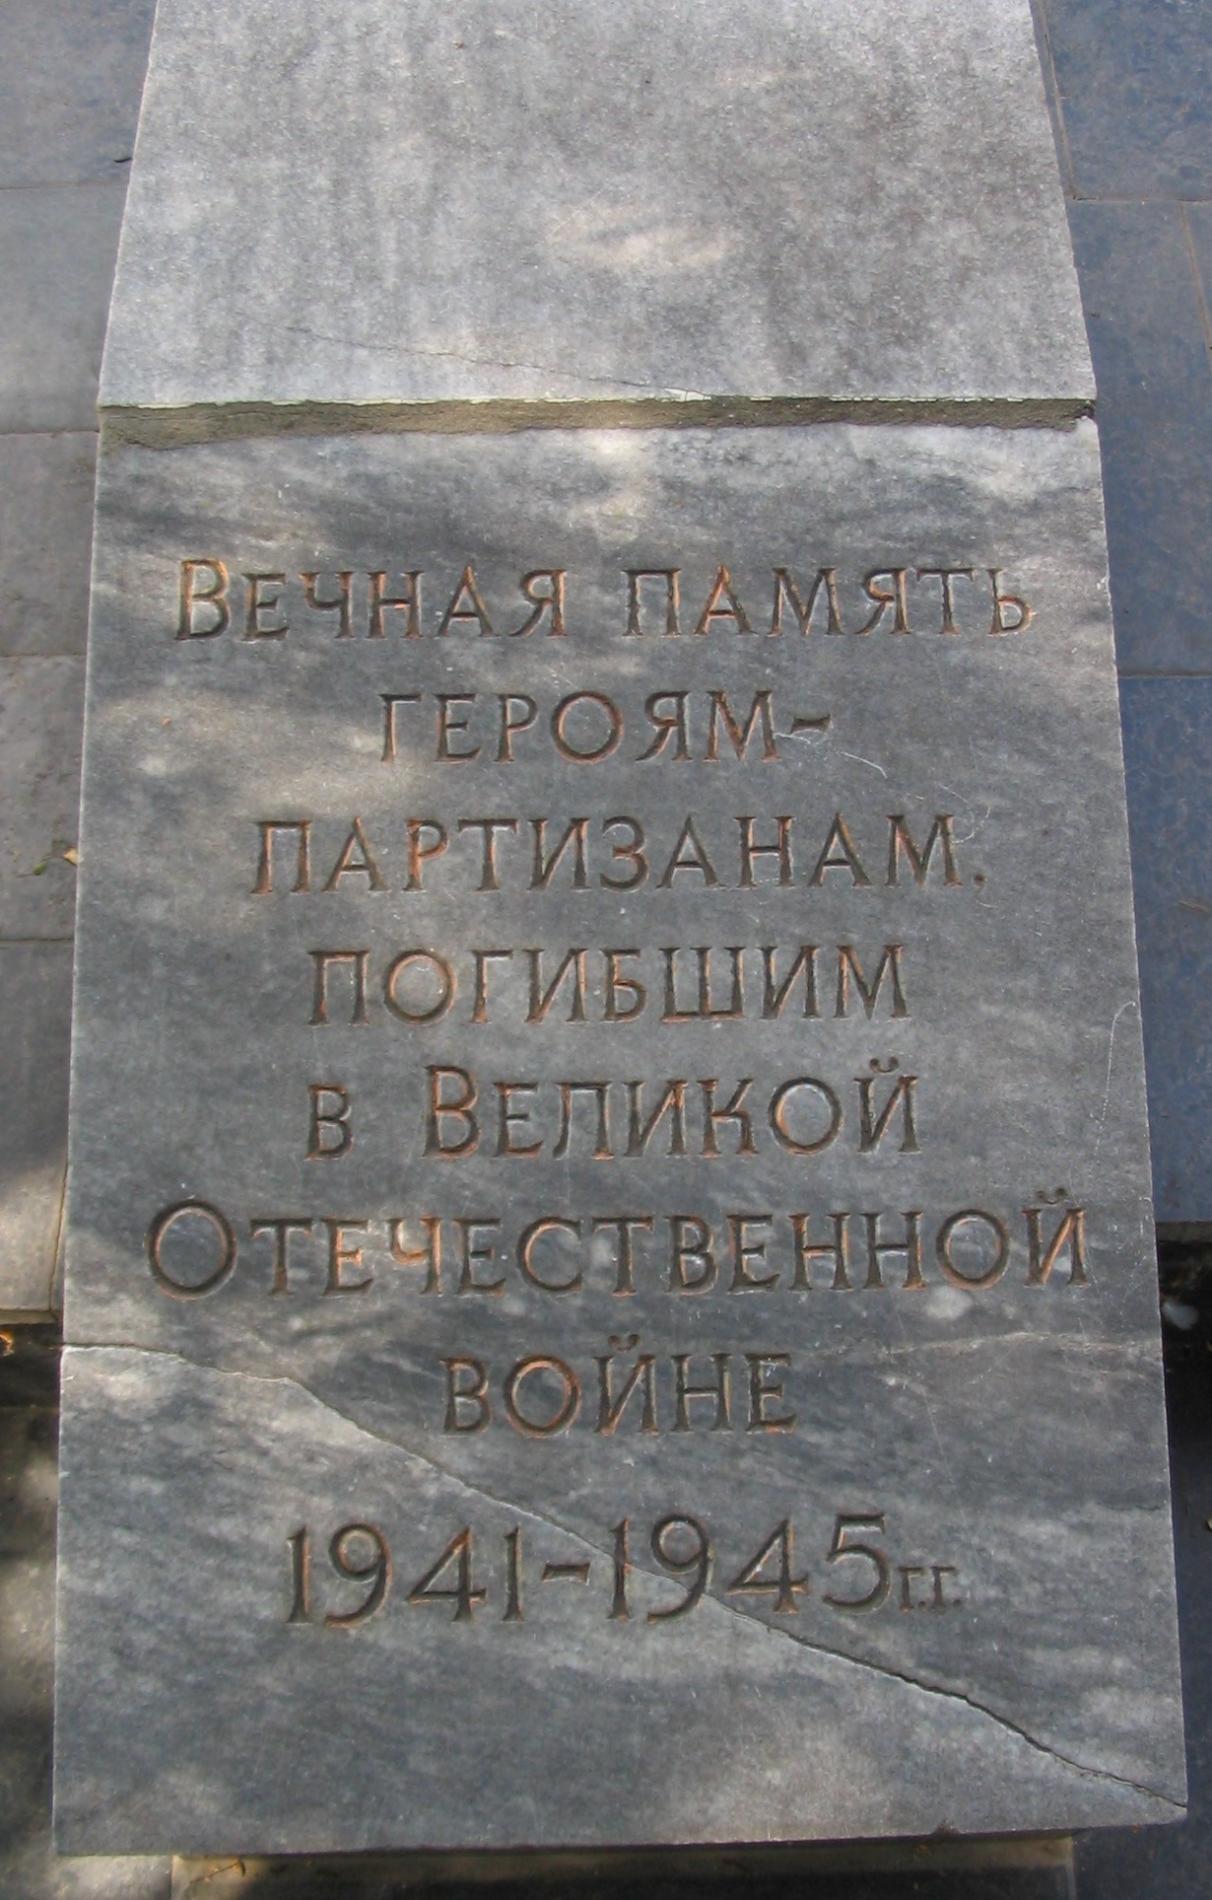 Вечная память
героям-
партизанам,
погибшим
в Великой
Отечественной
войне
1941-1945г.г.